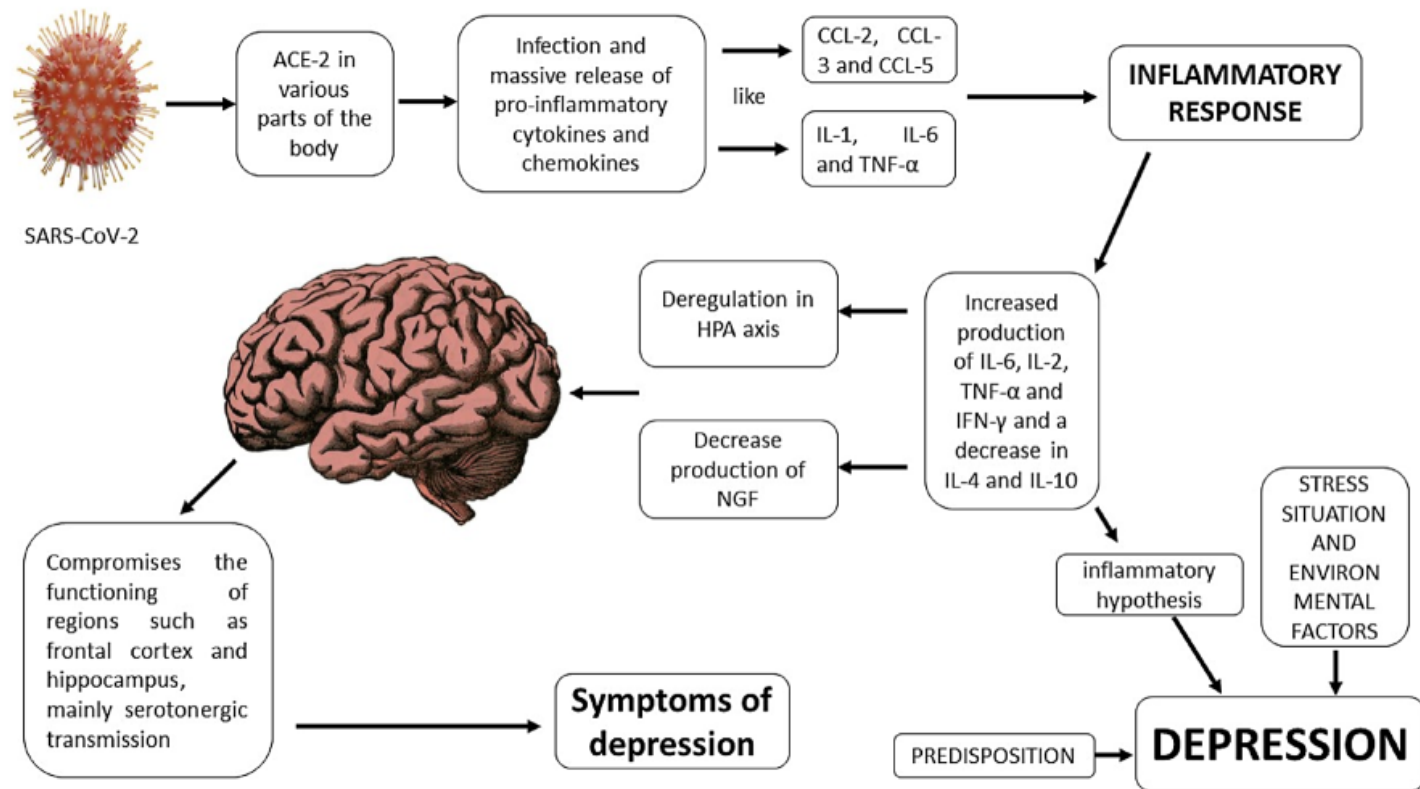 SARS-CoV-2
ACE-2 in
various
parts of the
body
Infection and
massive release of
pro-inflammatory
cytokines and
chemokines
like
CCL-2, CCL-
3 and CCL-5
IL-1, IL-6
and TNF-α
INFLAMMATORY
RESPONSE
Increased
production
of IL-6, IL-2,
TNF-α and
IFN-γ and a
decrease in
IL-4 and IL-10
Deregulation in
HPA axis
Decrease
production of
NGF
Compromises the
functioning of
regions such as
frontal cortex and
hippocampus,
mainly serotonergic
transmission
Symptoms of
depression
inflammatory
hypothesis
STRESS
SITUATION
AND
ENVIRON
MENTAL
FACTORS
PREDISPOSITION
DEPRESSION